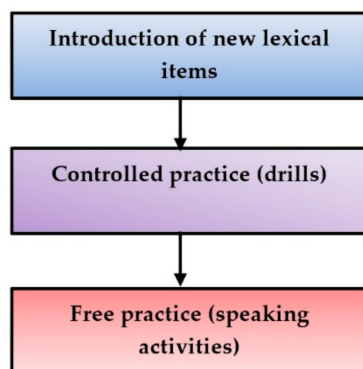 Introduction of new lexical
items
Controlled practice (drills)
Free practice (speaking
activities)